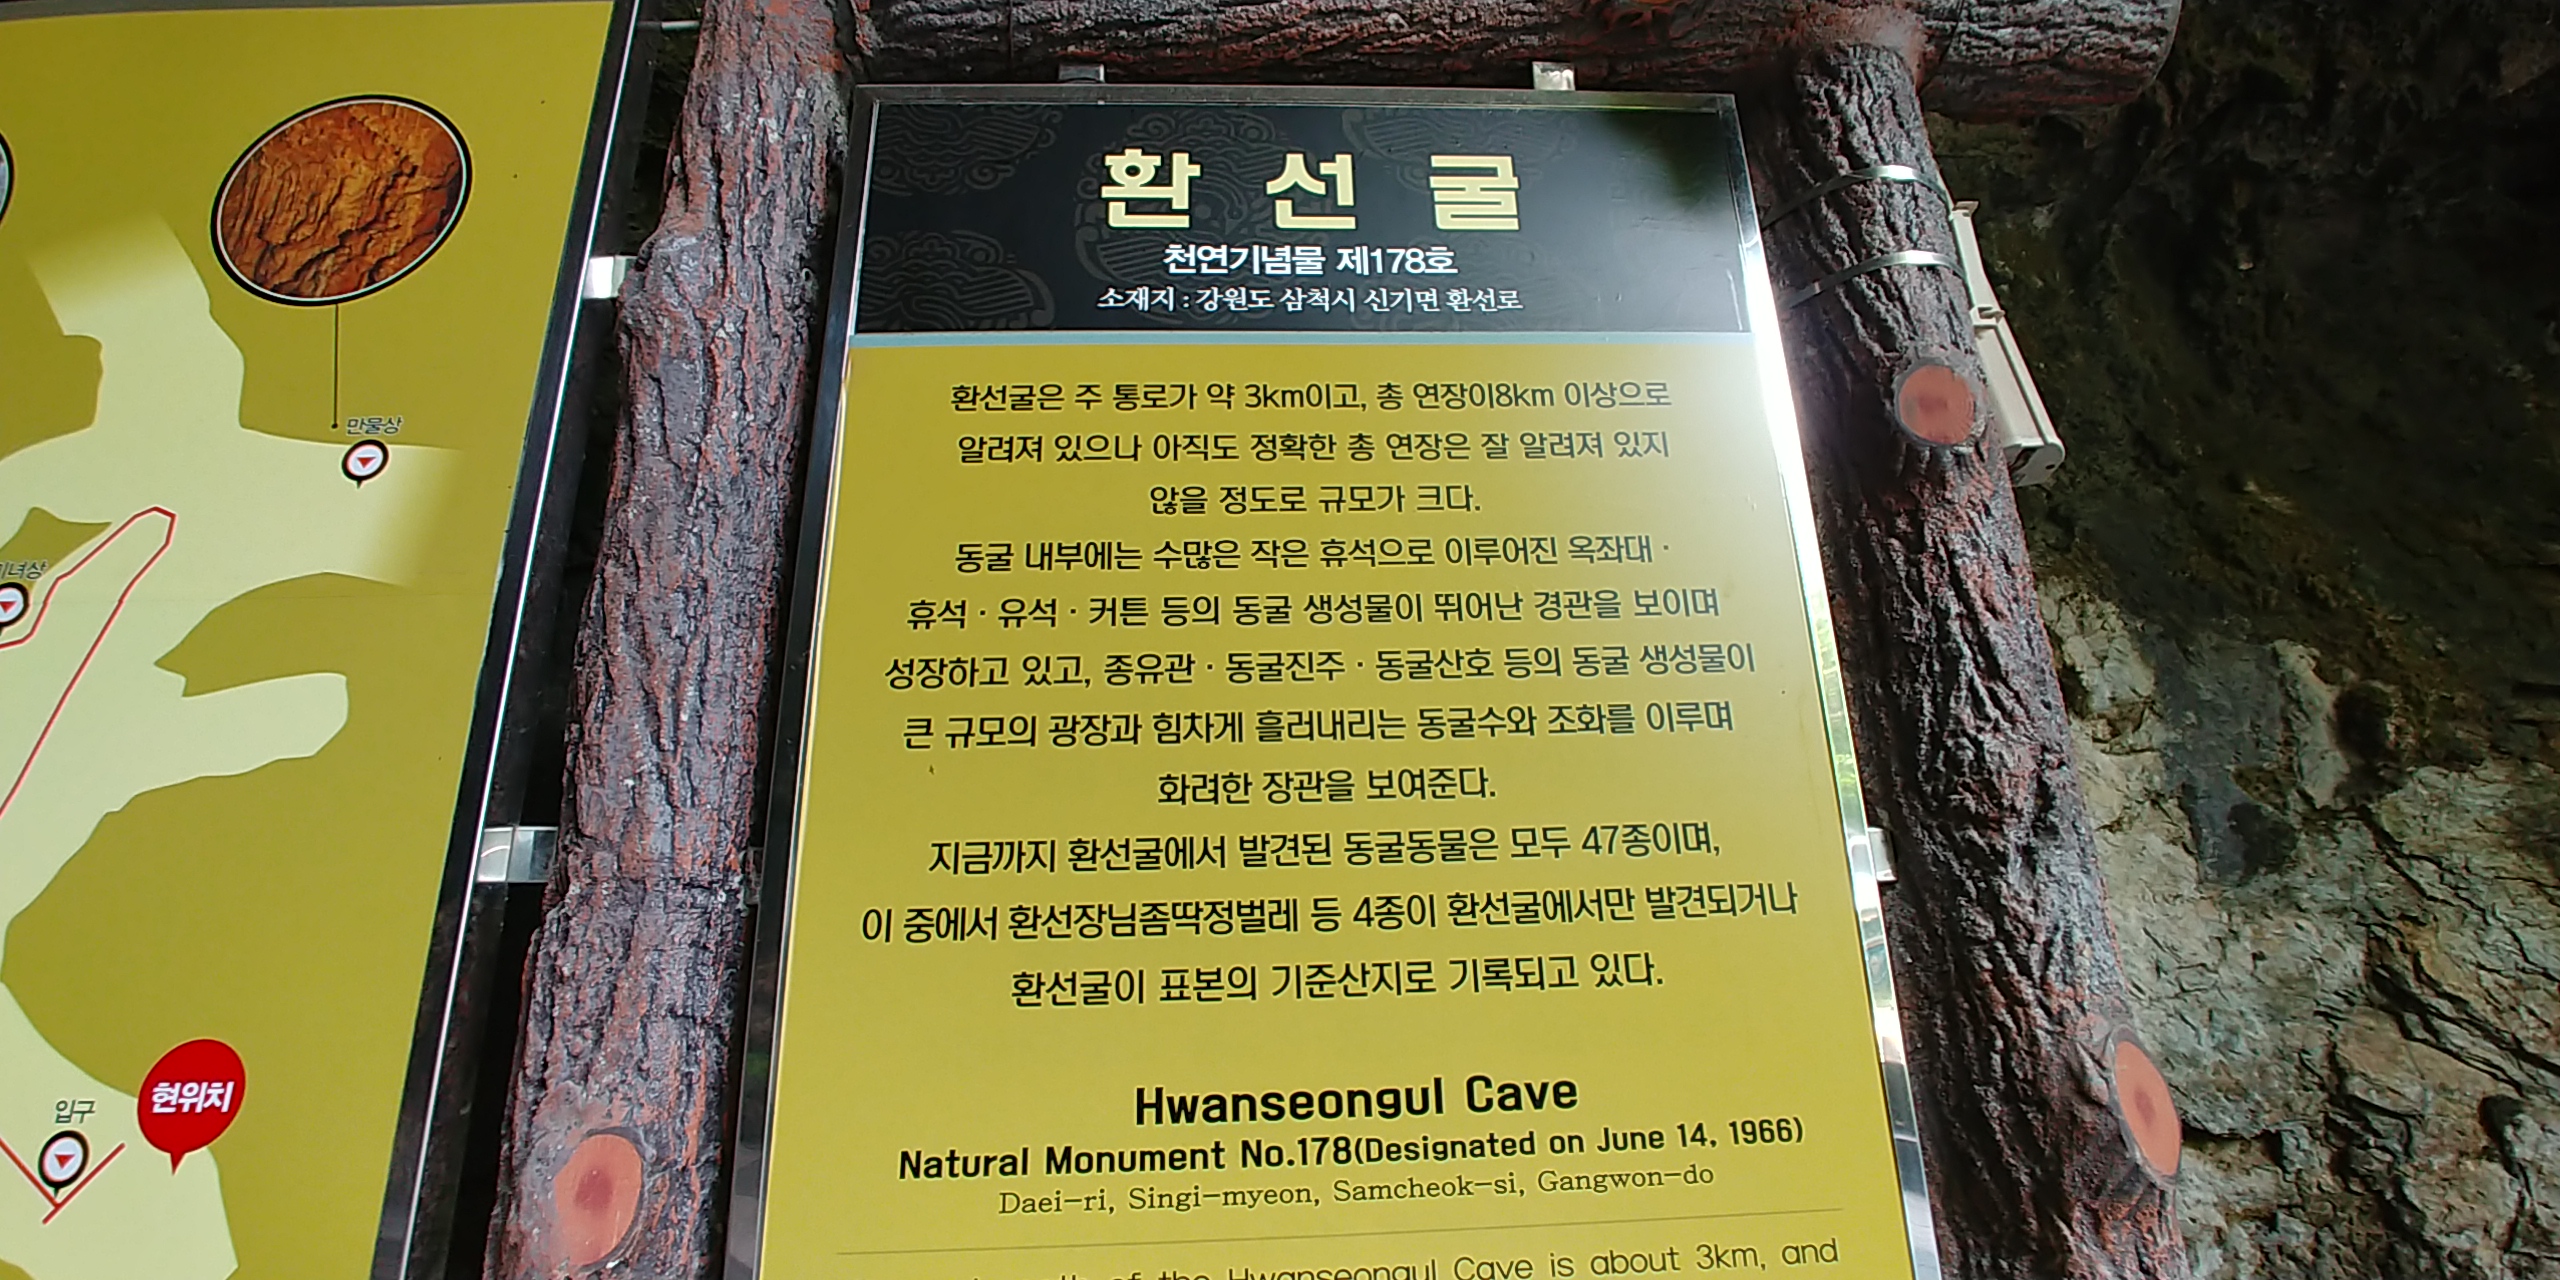 만물상
미녀상
입구
현위치
환선굴
천연기념물 제178호
소재지 : 강원도 삼척시 신기면 환선로
환선굴은 주 통로가 약 3km이고, 총 연장이8km 이상으로
알려져 있으나 아직도 정확한 총 연장은 잘 알려져 있지
않을 정도로 규모가 크다.
동굴 내부에는 수많은 작은 휴석으로 이루어진 옥좌대 ·
휴석 · 유석 · 커튼 등의 동굴 생성물이 뛰어난 경관을 보이며
성장하고 있고, 종유관 · 동굴진주 · 동굴산호 등의 동굴 생성물이
큰 규모의 광장과 힘차게 흘러내리는 동굴수와 조화를 이루며
화려한 장관을 보여준다.
지금까지 환선굴에서 발견된 동굴동물은 모두 47종이며,
이 중에서 환선장님좀딱정벌레 등 4종이 환선굴에서만 발견되거나
환선굴이 표본의 기준산지로 기록되고 있다.
Hwanseongul Cave
Natural Monument No.178(Designated on June 14, 1966)
Daei-ri, Singi-myeon, Samcheok-si, Gangwon-do
of the Hwanseongul Cave is about 3km, and